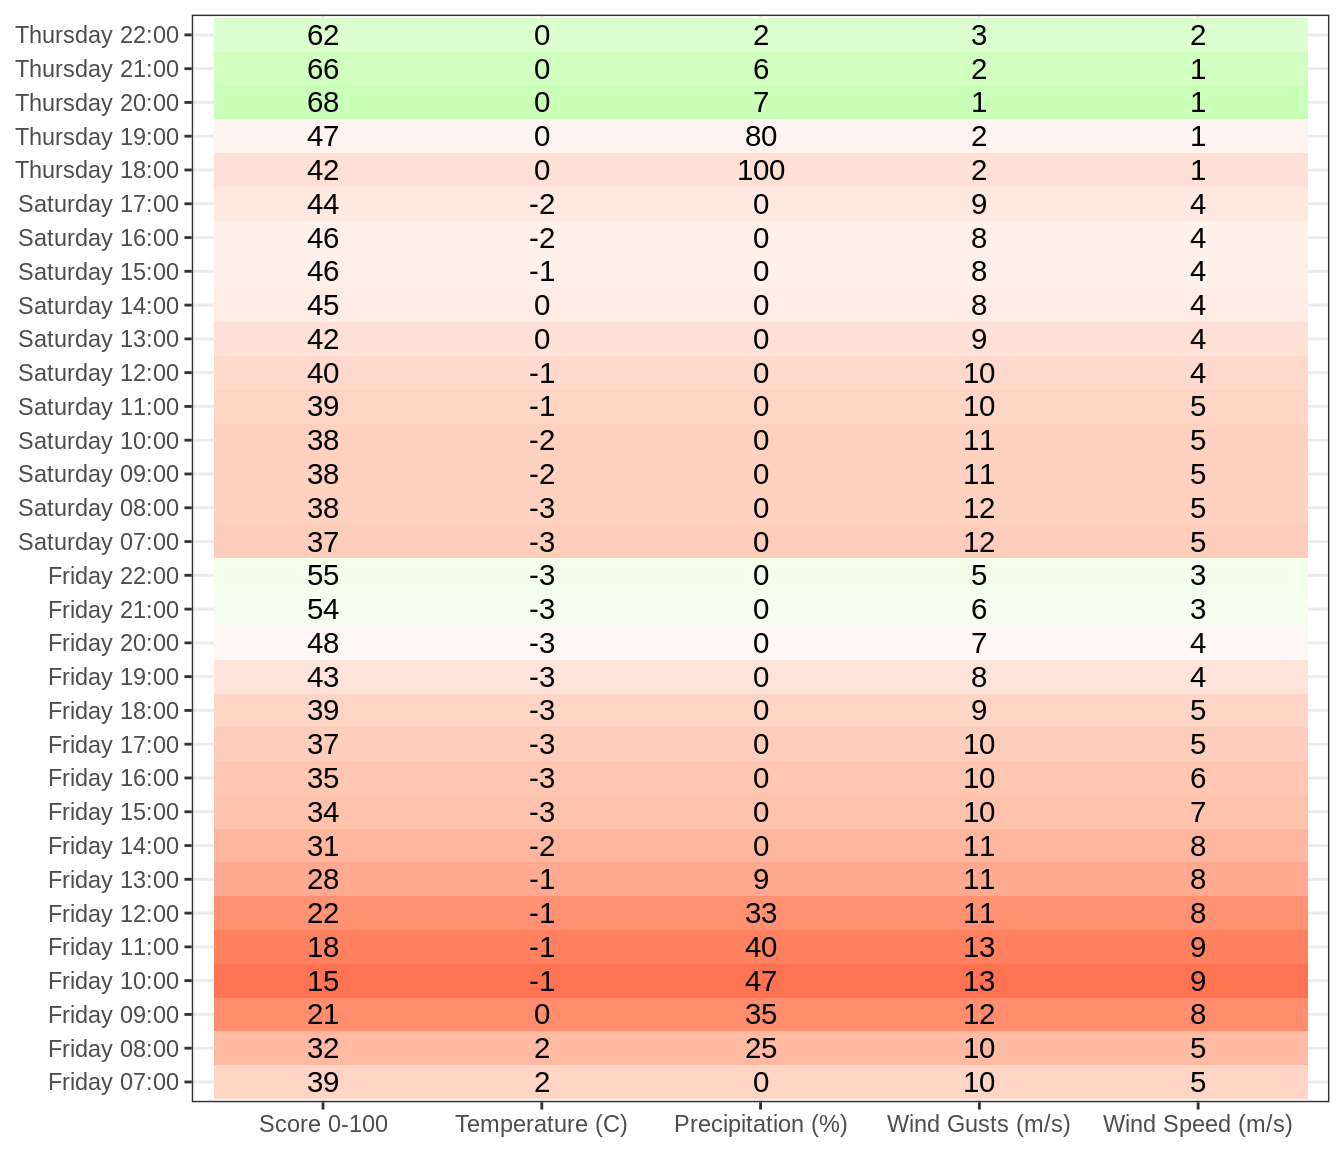 Thursday 22:00 62 0 2 3 2
Thursday 21:00 66 0 6 2 1
Thursday 20:00 68 0 7 1 1
Thursday 19:00 47 0 80 2 1
Thursday 18:00 42 0 100 2 1
Saturday 17:00 44 -2 0 9 4
Saturday 16:00 46 -2 0 8 4
Saturday 15:00 46 -1 0 8 4
Saturday 14:00 45 0 0 8 4
Saturday 13:00 42 0 0 9 4
Saturday 12:00 40 -1 0 10 4
Saturday 11:00 39 -1 0 10 5
Saturday 10:00 38 -2 0 11 5
Saturday 09:00 38 -2 0 11 5
Saturday 08:00 38 -3 0 12 5
Saturday 07:00 37 -3 0 12 5
Friday 22:00 55 -3 0 5 3
Friday 21:00 54 -3 0 6 3
Friday 20:00 48 -3 0 7 4
Friday 19:00 43 -3 0 8 4
Friday 18:00 39 -3 0 9 5
Friday 17:00 37 -3 0 10 5
Friday 16:00 35 -3 0 10 6
Friday 15:00 34 -3 0 10 7
Friday 14:00 31 -2 0 11 8
Friday 13:00 28 -1 9 11 8
Friday 12:00 22 -1 33 11 8
Friday 11:00 18 -1 40 13 9
Friday 10:00 15 -1 47 13 9
Friday 09:00 21 0 35 12 8
Friday 08:00 32 2 25 10 5
Friday 07:00 39 2 0 10 5
Score 0-100 Temperature (C) Precipitation (%) Wind Gusts (m/s) Wind Speed (m/s)